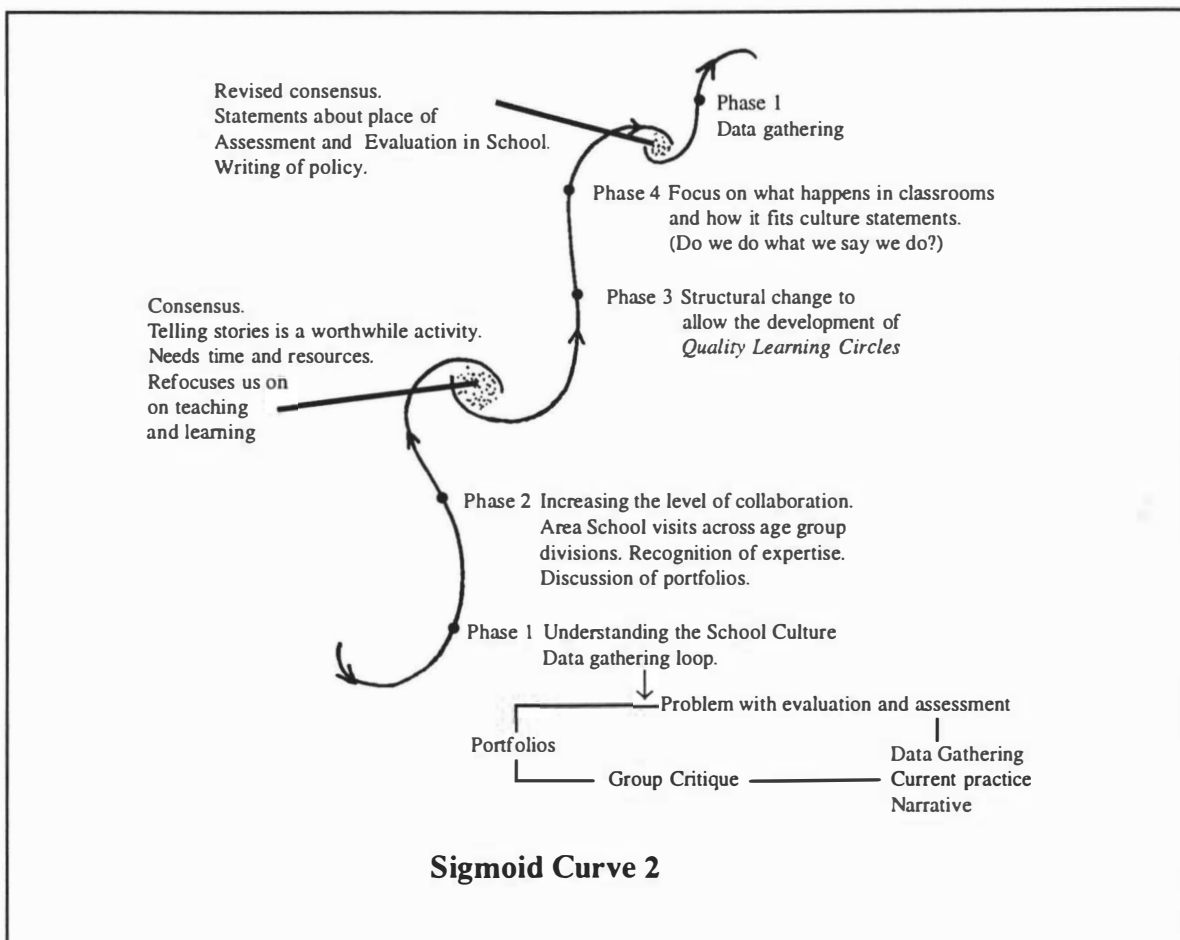 Revised consensus.
Statements about place of
Assessment and Evaluation in School.
Writing of policy.
Phase 1
Data gathering
Phase 4 Focus on what happens in classrooms
and how it fits culture statements.
(Do we do what we say we do?)
Phase 3 Structural change to
allow the development of
Quality Learning Circles
Consensus.
Telling stories is a worthwhile activity.
Needs time and resources.
Refocuses us on
on teaching
and learning
Phase 2 Increasing the level of collaboration.
Area School visits across age group
divisions. Recognition of expertise.
Discussion of portfolios.
Phase 1 Understanding the School Culture
Data gathering loop.
Problem with evaluation and assessment
Portfolios
Data Gathering
Group Critique
Current practice
Narrative
Sigmoid Curve 2